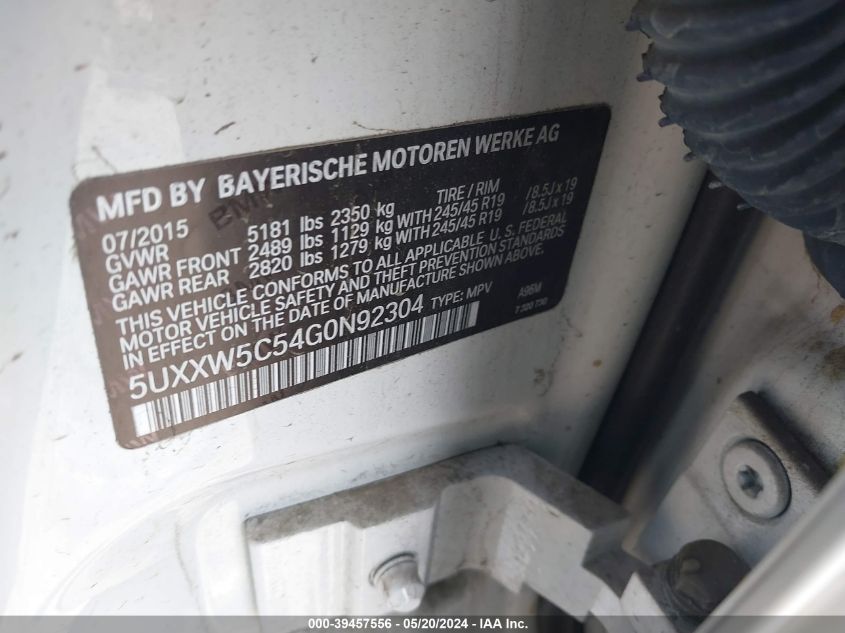 MFD BY BAYERISCHE MOTOREN WERKE AG
07/2015 TIRE / RIM
GVWR 5181 lbs 2350 kg
GAWR FRONT 2489 lbs 1129 kg WITH 245/45 R19 /8.5J x 19
GAWR REAR 2820 lbs 1279 kg WITH 245/45 R19 /8.5J x 19
THIS VEHICLE CONFORMS TO ALL APPLICABLE U. S. FEDERAL
MOTOR VEHICLE SAFETY AND THEFT PREVENTION STANDARDS
IN EFFECT ON THE DATE OF MANUFACTURE SHOWN ABOVE.
5UXXW5C54G0N92304 TYPE: MPV A96M
T 320 730
000-39457556 - 05/20/2024 - IAA Inc.